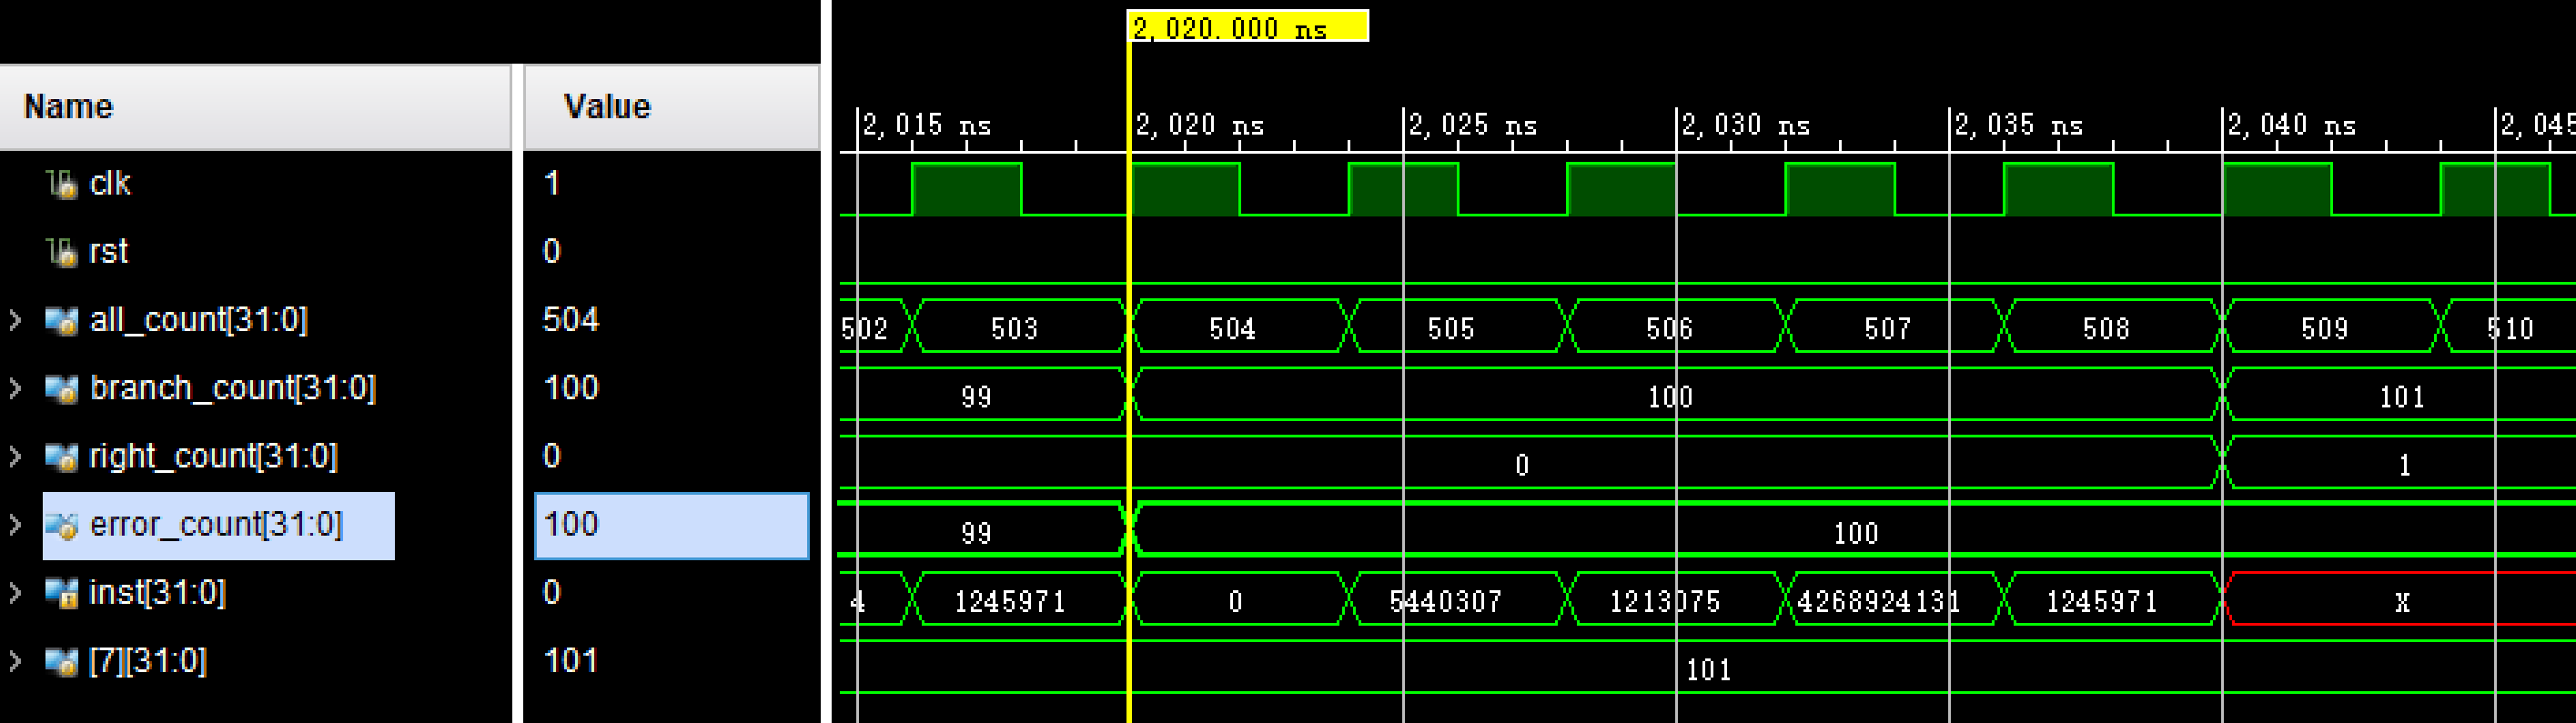 2,020.000 ns
Name Value
2,015 ns 2,020 ns 2,025 ns 2,030 ns 2,035 ns 2,040 ns 2,045
clk 1
rst 0
all_count[31:0] 504 502 503 504 505 506 507 508 509 510
branch_count[31:0] 100 99 100 101
right_count[31:0] 0 0 1
error_count[31:0] 100 99 100
inst[31:0] 0 4 1245971 0 5440307 1213075 4268924131 1245971 X
[7][31:0] 101 101